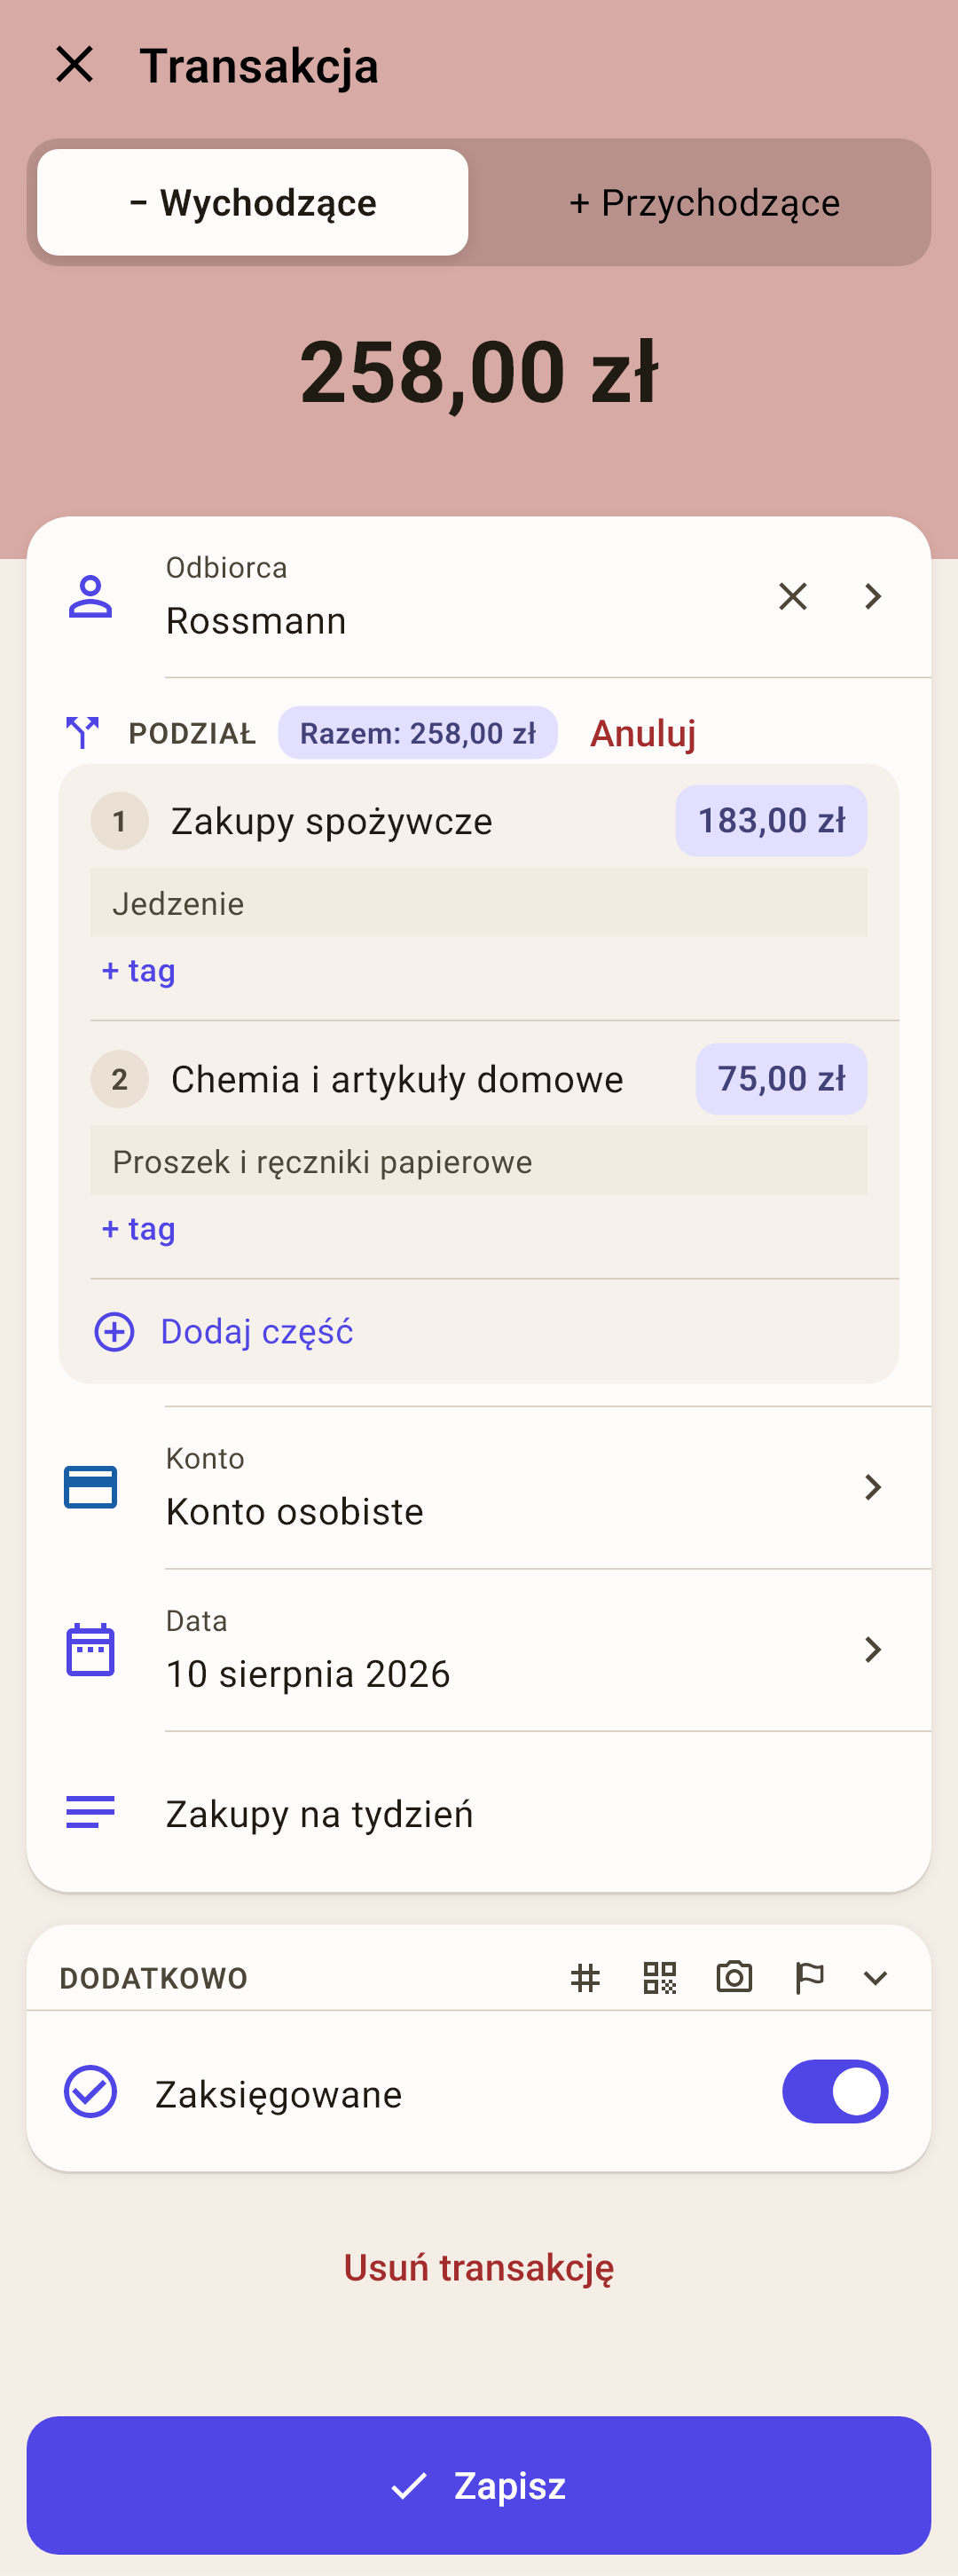 Transakcja
− Wychodzące
+ Przychodzące
258,00 zł
Odbiorca
Rossmann
PODZIAŁ
Razem: 258,00 zł
Anuluj
1
Zakupy spożywcze
183,00 zł
Jedzenie
+ tag
2
Chemia i artykuły domowe
75,00 zł
Proszek i ręczniki papierowe
+ tag
Dodaj część
Konto
Konto osobiste
Data
10 sierpnia 2026
Zakupy na tydzień
DODATKOWO
Zaksięgowane
Usuń transakcję
Zapisz